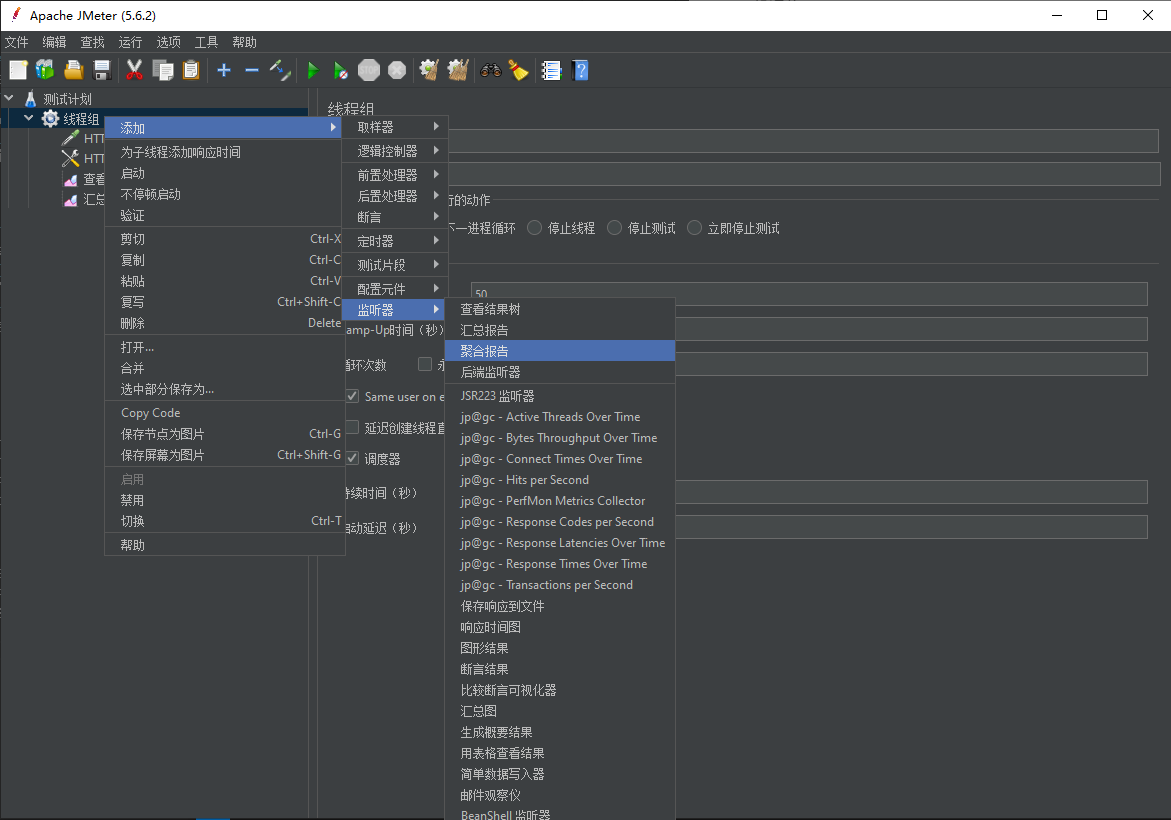 Apache JMeter (5.6.2)
文件 编辑 查找 运行 选项 工具 帮助
测试计划
线程组
HTT
HTT
查看
汇总
添加
为子线程添加响应时间
启动
不停顿启动
验证
剪切 Ctrl-X
复制 Ctrl-C
粘贴 Ctrl-V
复写 Ctrl+Shift-C
删除 Delete
打开...
合并
选中部分保存为...
Copy Code
保存节点为图片 Ctrl-G
保存屏幕为图片 Ctrl+Shift-G
启用
禁用
切换 Ctrl-T
帮助
取样器
逻辑控制器
前置处理器
后置处理器
断言
定时器
测试片段
配置元件
监听器
查看结果树
汇总报告
聚合报告
后端监听器
JSR223 监听器
jp@gc - Active Threads Over Time
jp@gc - Bytes Throughput Over Time
jp@gc - Connect Times Over Time
jp@gc - Hits per Second
jp@gc - PerfMon Metrics Collector
jp@gc - Response Codes per Second
jp@gc - Response Latencies Over Time
jp@gc - Response Times Over Time
jp@gc - Transactions per Second
保存响应到文件
响应时间图
图形结果
断言结果
比较断言可视化器
汇总图
生成概要结果
用表格查看结果
简单数据写入器
邮件观察仪
BeanShell 监听器
线程组
行的动作
下一进程循环 停止线程 停止测试 立即停止测试
50
amp-Up时间（秒）
循环次数
Same user on e
延迟创建线程直
调度器
持续时间（秒）
启动延迟（秒）